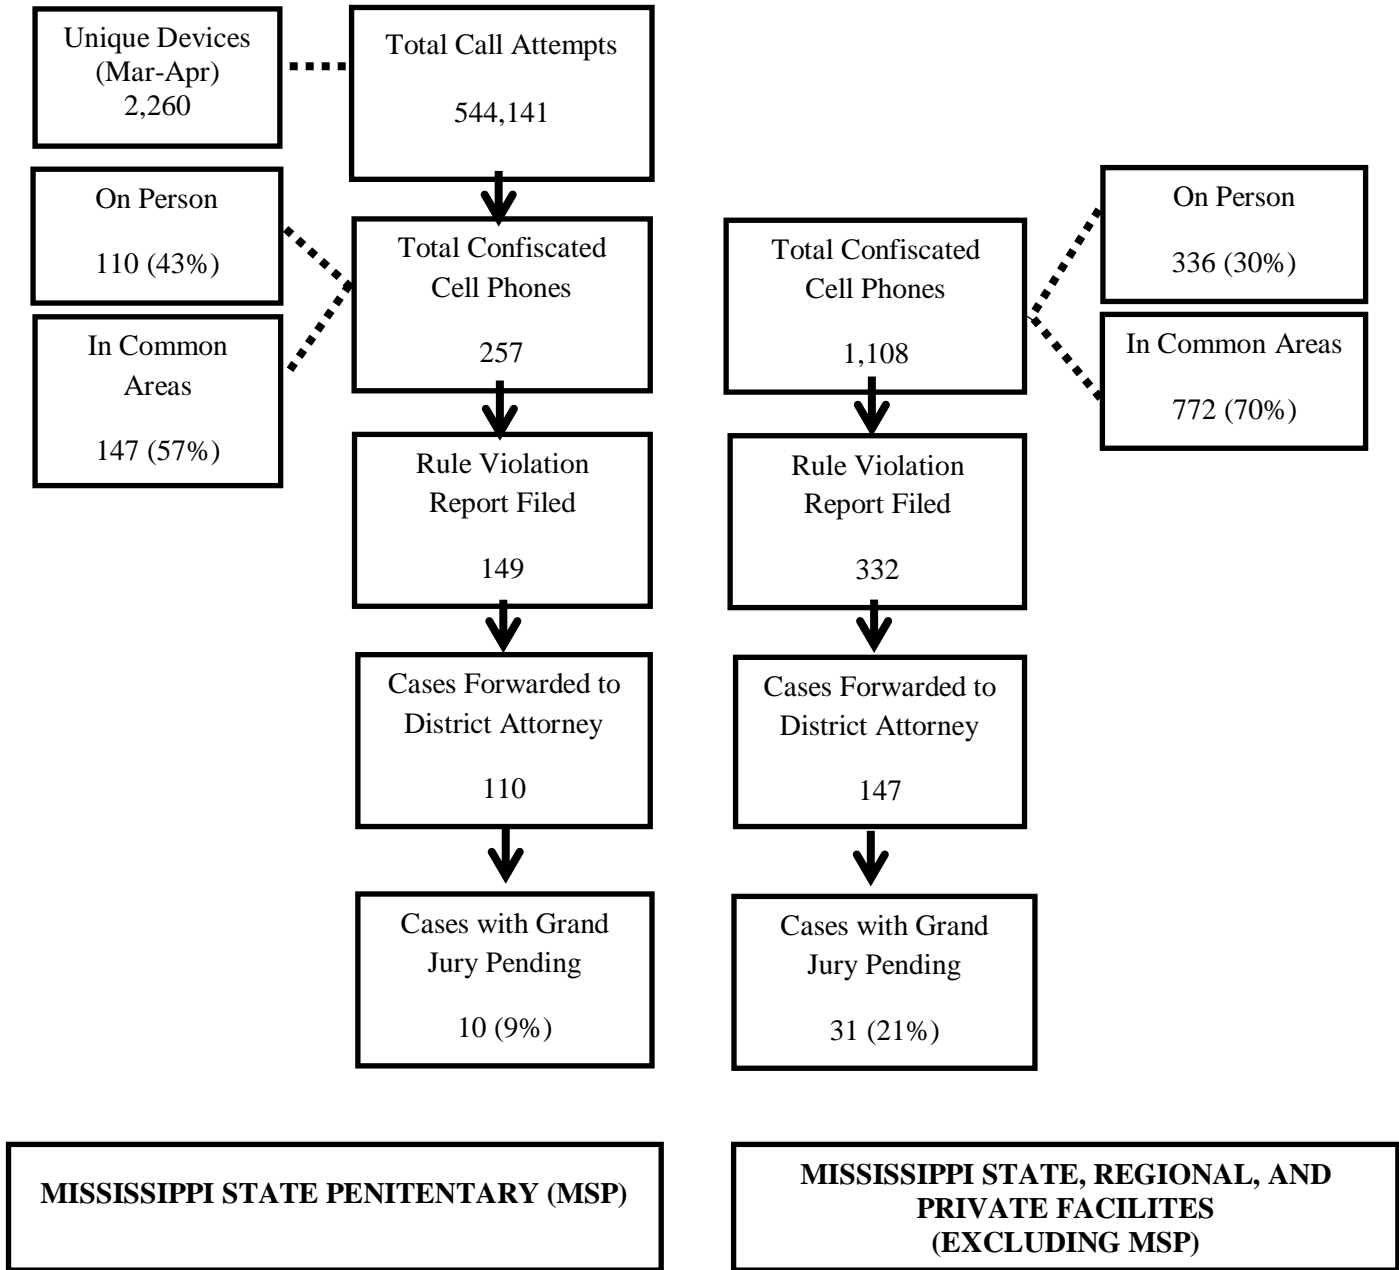 Unique Devices
(Mar-Apr)
2,260
Total Call Attempts
544,141
On Person
110 (43%)
In Common
Areas
147 (57%)
Total Confiscated
Cell Phones
257
Rule Violation
Report Filed
149
Cases Forwarded to
District Attorney
110
Cases with Grand
Jury Pending
10 (9%)
Total Confiscated
Cell Phones
1,108
On Person
336 (30%)
In Common Areas
772 (70%)
Rule Violation
Report Filed
332
Cases Forwarded to
District Attorney
147
Cases with Grand
Jury Pending
31 (21%)
MISSISSIPPI STATE PENITENTARY (MSP)
MISSISSIPPI STATE, REGIONAL, AND
PRIVATE FACILITES
(EXCLUDING MSP)